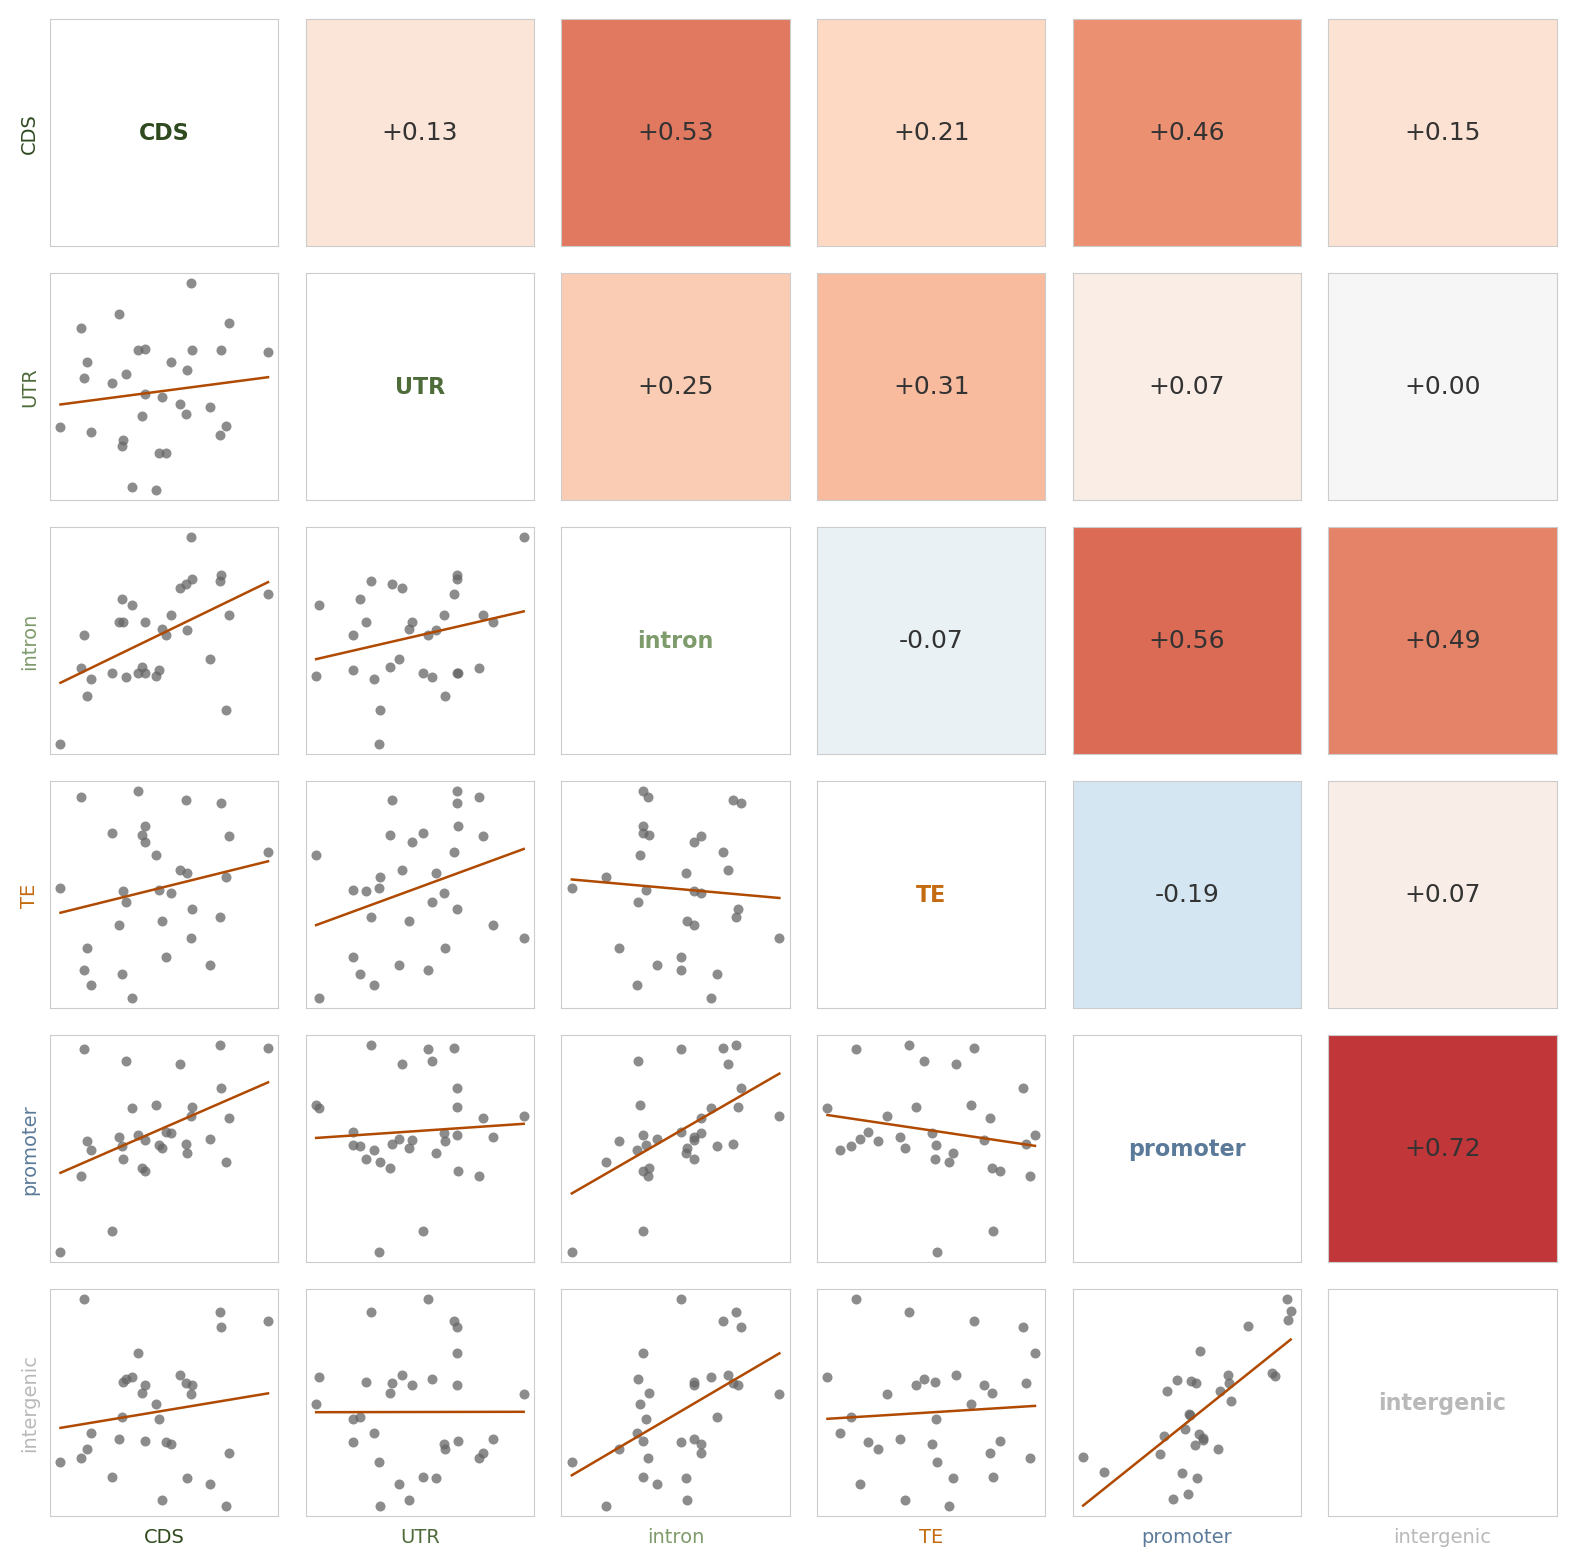 CDS
CDS
+0.13
+0.53
+0.21
+0.46
+0.15
UTR
UTR
+0.25
+0.31
+0.07
+0.00
intron
intron
-0.07
+0.56
+0.49
TE
TE
-0.19
+0.07
promoter
promoter
+0.72
intergenic
intergenic
CDS
UTR
intron
TE
promoter
intergenic